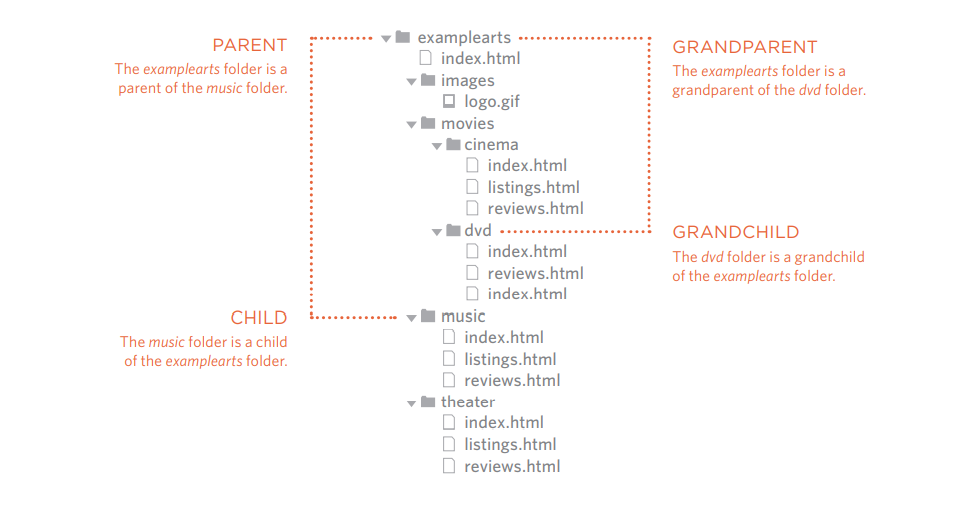 PARENT
The examplearts folder is a
parent of the music folder.
examplearts
index.html
images
logo.gif
movies
cinema
index.html
listings.html
reviews.html
dvd
index.html
reviews.html
index.html
music
index.html
listings.html
reviews.html
theater
index.html
listings.html
reviews.html
GRANDPARENT
The examplearts folder is a
grandparent of the dvd folder.
GRANDCHILD
The dvd folder is a grandchild
of the examplearts folder.
CHILD
The music folder is a child
of the examplearts folder.